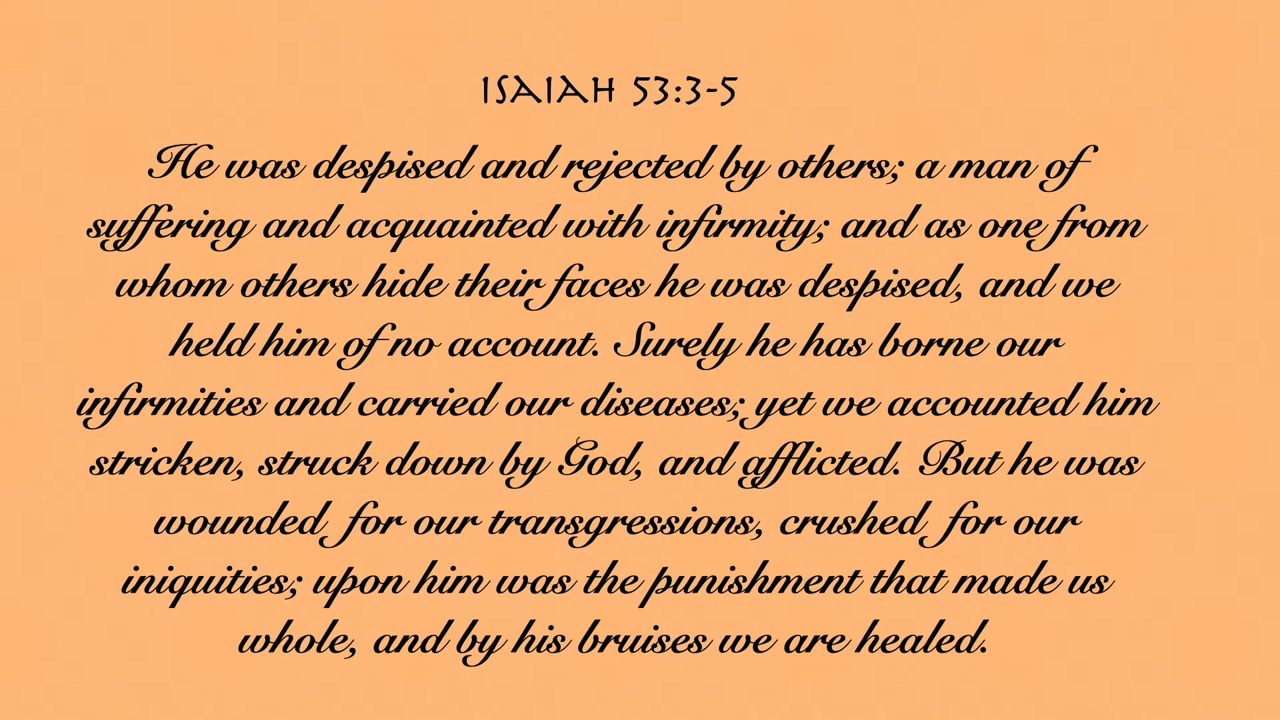 ISAIAH 53:3-5
He was despised and rejected by others; a man of
suffering and acquainted with infirmity; and as one from
whom others hide their faces he was despised, and we
held him of no account. Surely he has borne our
infirmities and carried our diseases; yet we accounted him
stricken, struck down by God, and afflicted. But he was
wounded for our transgressions, crushed for our
iniquities; upon him was the punishment that made us
whole, and by his bruises we are healed.